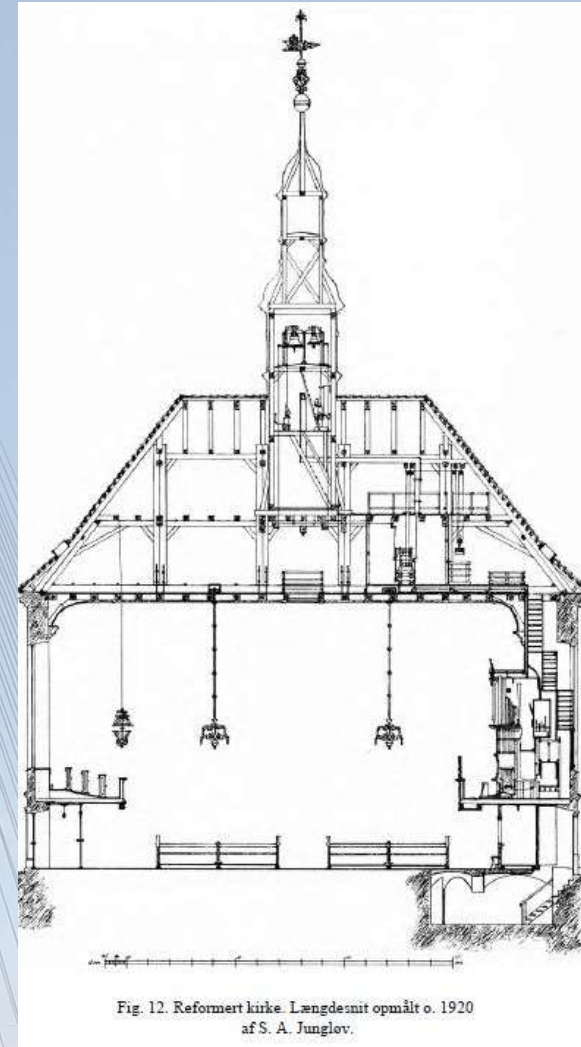 Fig. 12. Reformert kirke. Længdesnit opmålt o. 1920
af S. A. Jungløv.